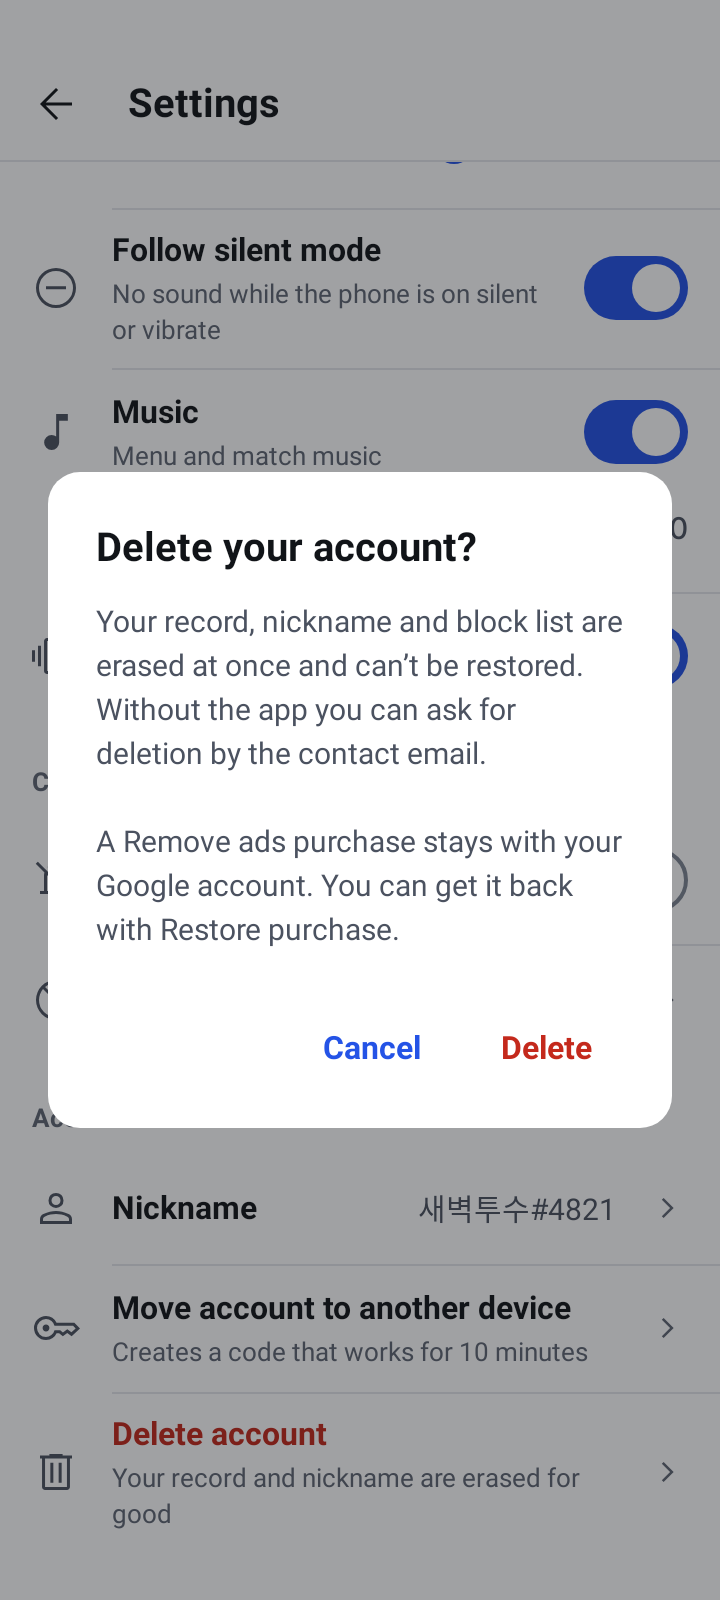 Settings
Follow silent mode
No sound while the phone is on silent
or vibrate
Music
Menu and match music
Delete your account?
Your record, nickname and block list are
erased at once and can’t be restored.
Without the app you can ask for
deletion by the contact email.
A Remove ads purchase stays with your
Google account. You can get it back
with Restore purchase.
Cancel
Delete
Nickname
새벽투수#4821
Move account to another device
Creates a code that works for 10 minutes
Delete account
Your record and nickname are erased for
good